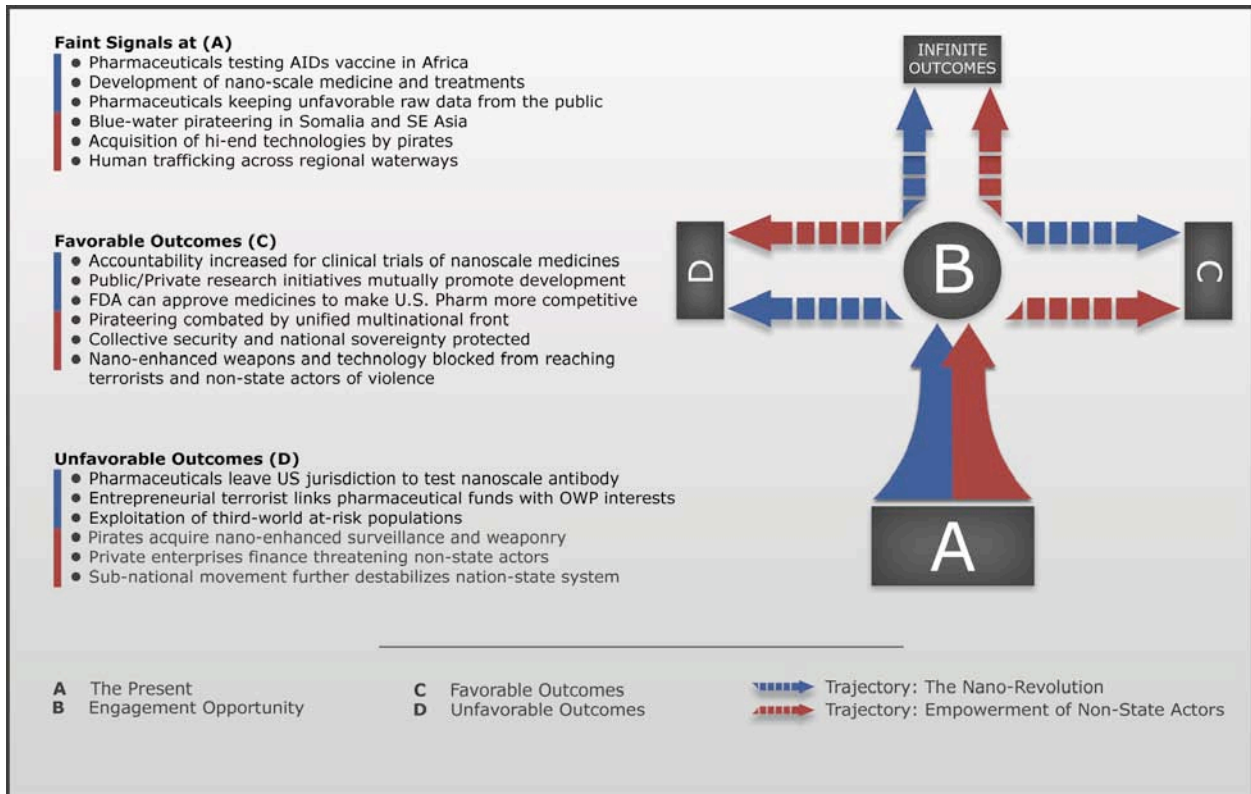 Faint Signals at (A)
● Pharmaceuticals testing AIDs vaccine in Africa
● Development of nano-scale medicine and treatments
● Pharmaceuticals keeping unfavorable raw data from the public
● Blue-water pirateering in Somalia and SE Asia
● Acquisition of hi-end technologies by pirates
● Human trafficking across regional waterways
Favorable Outcomes (C)
● Accountability increased for clinical trials of nanoscale medicines
● Public/Private research initiatives mutually promote development
● FDA can approve medicines to make U.S. Pharm more competitive
● Pirateering combated by unified multinational front
● Collective security and national sovereignty protected
● Nano-enhanced weapons and technology blocked from reaching
terrorists and non-state actors of violence
Unfavorable Outcomes (D)
● Pharmaceuticals leave US jurisdiction to test nanoscale antibody
● Entrepreneurial terrorist links pharmaceutical funds with OWP interests
● Exploitation of third-world at-risk populations
● Pirates acquire nano-enhanced surveillance and weaponry
● Private enterprises finance threatening non-state actors
● Sub-national movement further destabilizes nation-state system
INFINITE
OUTCOMES
D
B
C
A
A The Present
B Engagement Opportunity
C Favorable Outcomes
D Unfavorable Outcomes
Trajectory: The Nano-Revolution
Trajectory: Empowerment of Non-State Actors